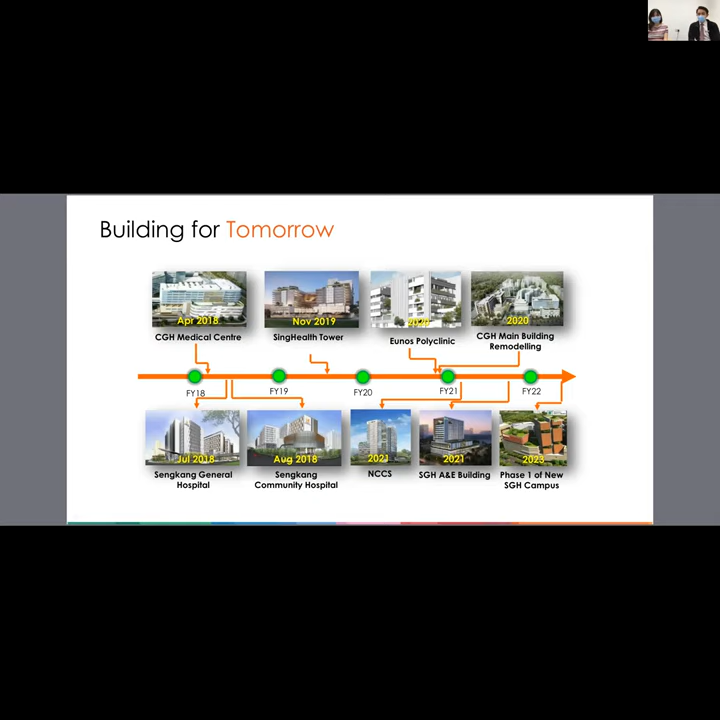 Building for Tomorrow
Apr 2018
Nov 2019
2020
2020
CGH Medical Centre
SingHealth Tower
Eunos Polyclinic
CGH Main Building
Remodelling
FY18
FY19
FY20
FY21
FY22
Jul 2018
Aug 2018
2021
2021
2023
Sengkang General
Hospital
Sengkang
Community Hospital
NCCS
SGH A&E Building
Phase 1 of New
SGH Campus